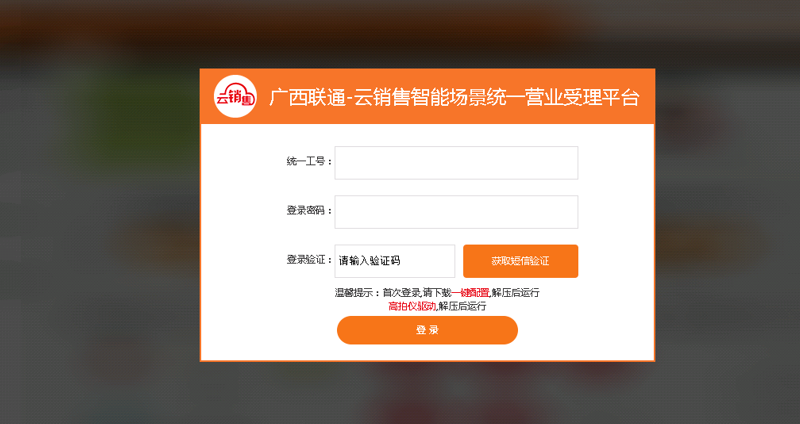 云销售
广西联通-云销售智能场景统一营业受理平台
统一工号：
登录密码：
登录验证： 请输入验证码 获取短信验证
温馨提示：首次登录,请下载一键配置,解压后运行
高拍仪驱动,解压后运行
登录